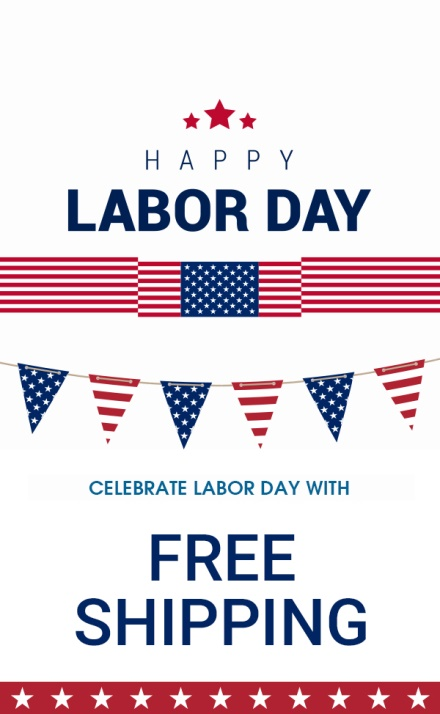 HAPPY
LABOR DAY
CELEBRATE LABOR DAY WITH
FREE
SHIPPING